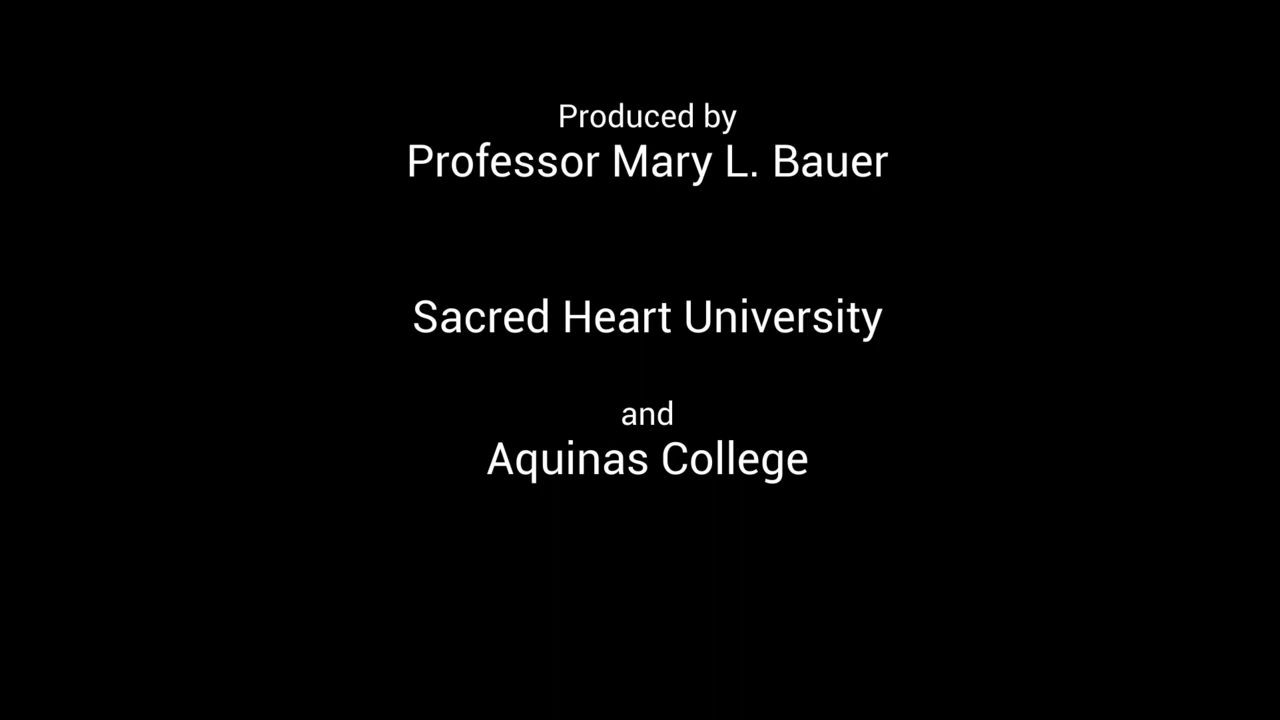 Produced by
Professor Mary L. Bauer
Sacred Heart University
and
Aquinas College